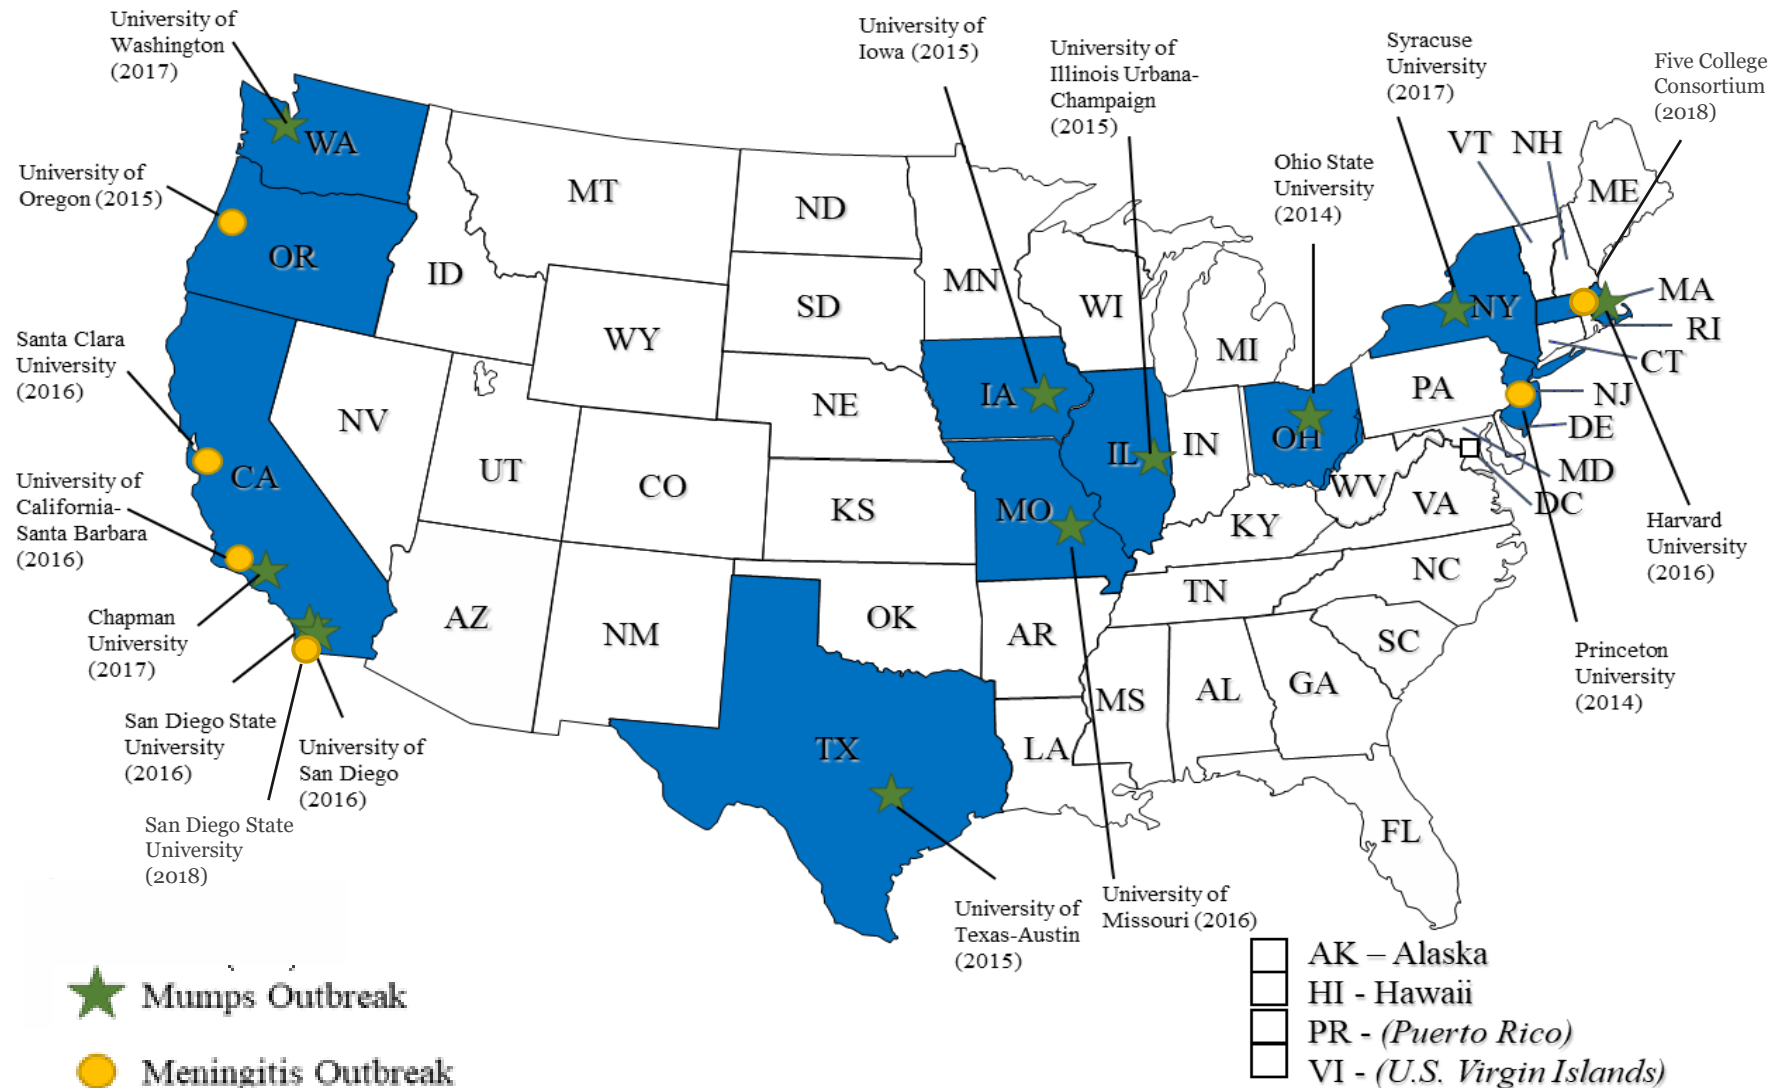 University of
Washington
(2017)
University of
Iowa (2015)
University of
Illinois Urbana-
Champaign
(2015)
Syracuse
University
(2017)
Five College
Consortium
(2018)
Ohio State
University
(2014)
University of
Oregon (2015)
Santa Clara
University
(2016)
University of
California-
Santa Barbara
(2016)
Chapman
University
(2017)
San Diego State
University
(2016)
University of
San Diego
(2016)
San Diego State
University
(2018)
University of
Texas-Austin
(2015)
University of
Missouri (2016)
Harvard
University
(2016)
Princeton
University
(2014)
WA
OR
CA
ID
NV
MT
WY
UT
AZ
CO
NM
ND
SD
NE
KS
OK
TX
MN
IA
MO
AR
LA
WI
IL
MI
IN
OH
KY
TN
MS
AL
GA
FL
SC
NC
VA
WV
PA
NY
VT
NH
ME
MA
RI
CT
NJ
DE
MD
DC
Mumps Outbreak
Meningitis Outbreak
AK – Alaska
HI - Hawaii
PR - (Puerto Rico)
VI - (U.S. Virgin Islands)